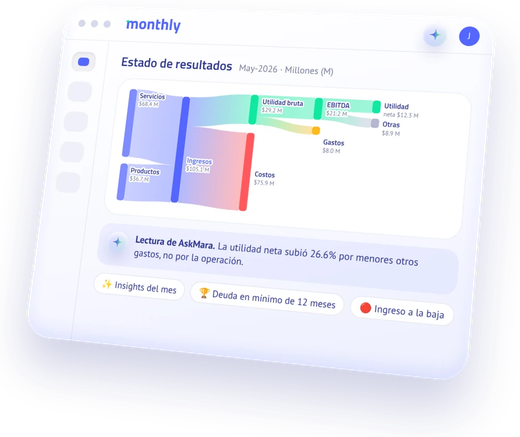 monthly
J
Estado de resultados May-2026 · Millones (M)
Servicios
$68.4 M
Productos
$36.7 M
Ingresos
$105.1 M
Utilidad bruta
$29.2 M
EBITDA
$21.2 M
Utilidad
neta $12.3 M
Otras
$8.9 M
Gastos
$8.0 M
Costos
$75.9 M
Lectura de AskMara. La utilidad neta subió 26.6% por menores otros
gastos, no por la operación.
✨ Insights del mes
🏆 Deuda en mínimo de 12 meses
🔴 Ingreso a la baja